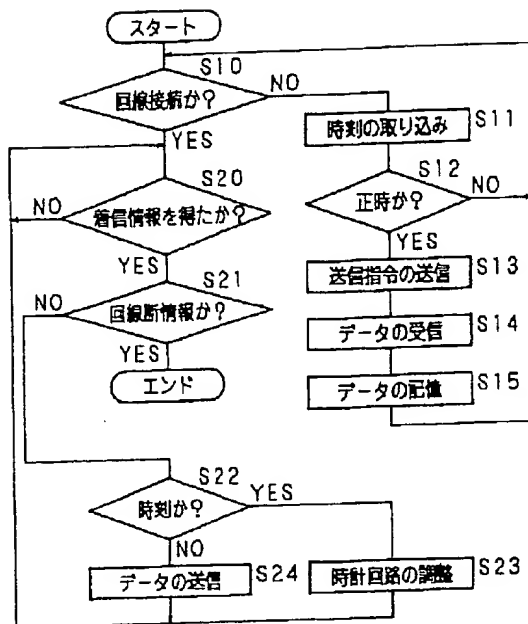 スタート
S10
回線接続か?
NO
YES
時刻の取り込み
S11
S12
正時か?
NO
YES
送信指令の送信
S13
データの受信
S14
データの記憶
S15
S20
着信情報を得たか?
NO
YES
S21
回線断情報か?
NO
YES
エンド
S22
時刻か?
YES
NO
データの送信
S24
時計回路の調整
S23